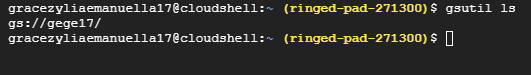 gracezyliaemanuella17@cloudshell:~ (ringed-pad-271300)$ gsutil ls
gs://gege17/
gracezyliaemanuella17@cloudshell:~ (ringed-pad-271300)$